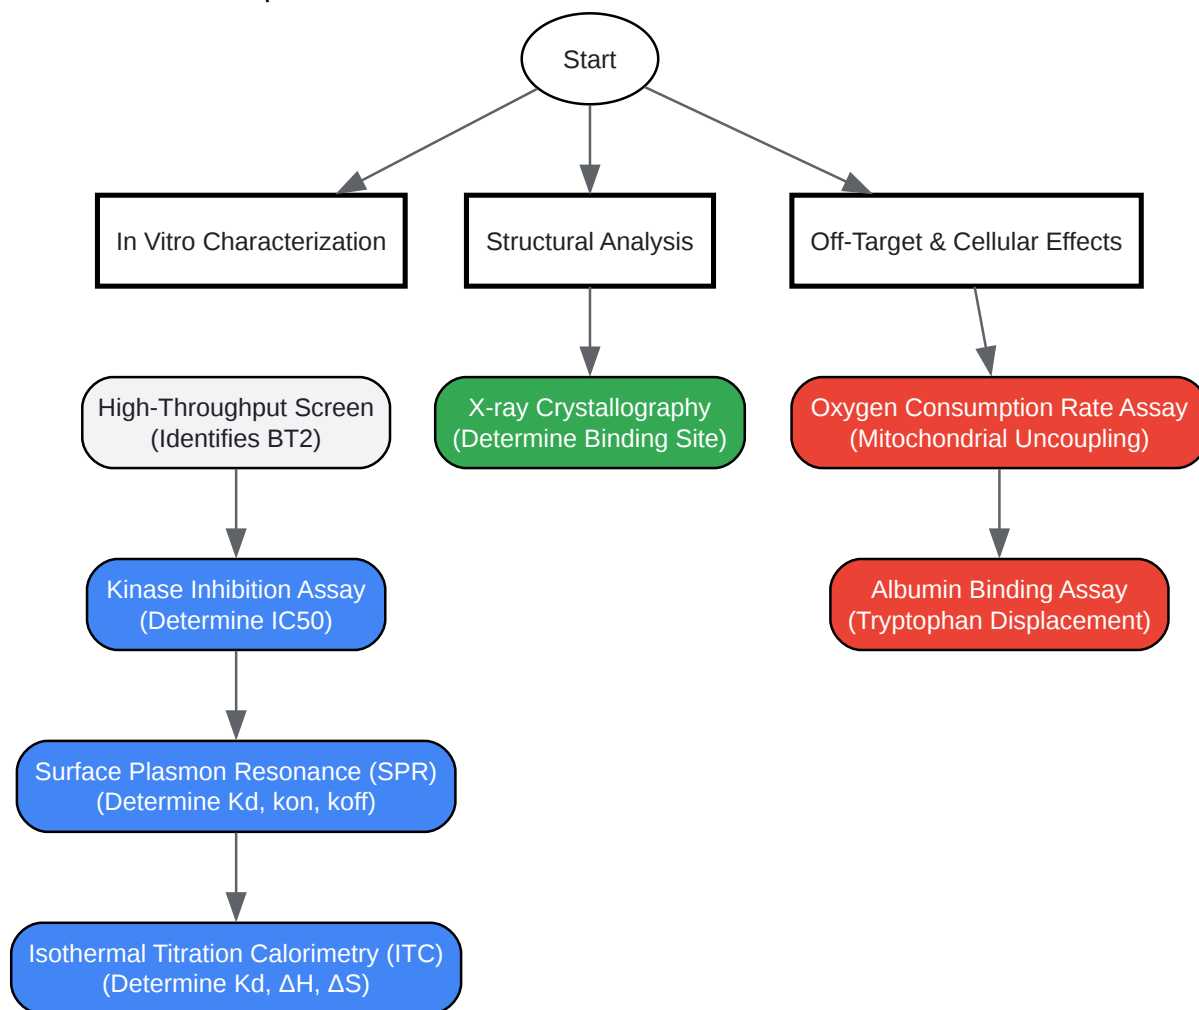 Start
In Vitro Characterization
Structural Analysis
Off-Target & Cellular Effects
High-Throughput Screen
(Identifies BT2)
X-ray Crystallography
(Determine Binding Site)
Oxygen Consumption Rate Assay
(Mitochondrial Uncoupling)
Kinase Inhibition Assay
(Determine IC50)
Albumin Binding Assay
(Tryptophan Displacement)
Surface Plasmon Resonance (SPR)
(Determine Kd, kon, koff)
Isothermal Titration Calorimetry (ITC)
(Determine Kd, ΔH, ΔS)